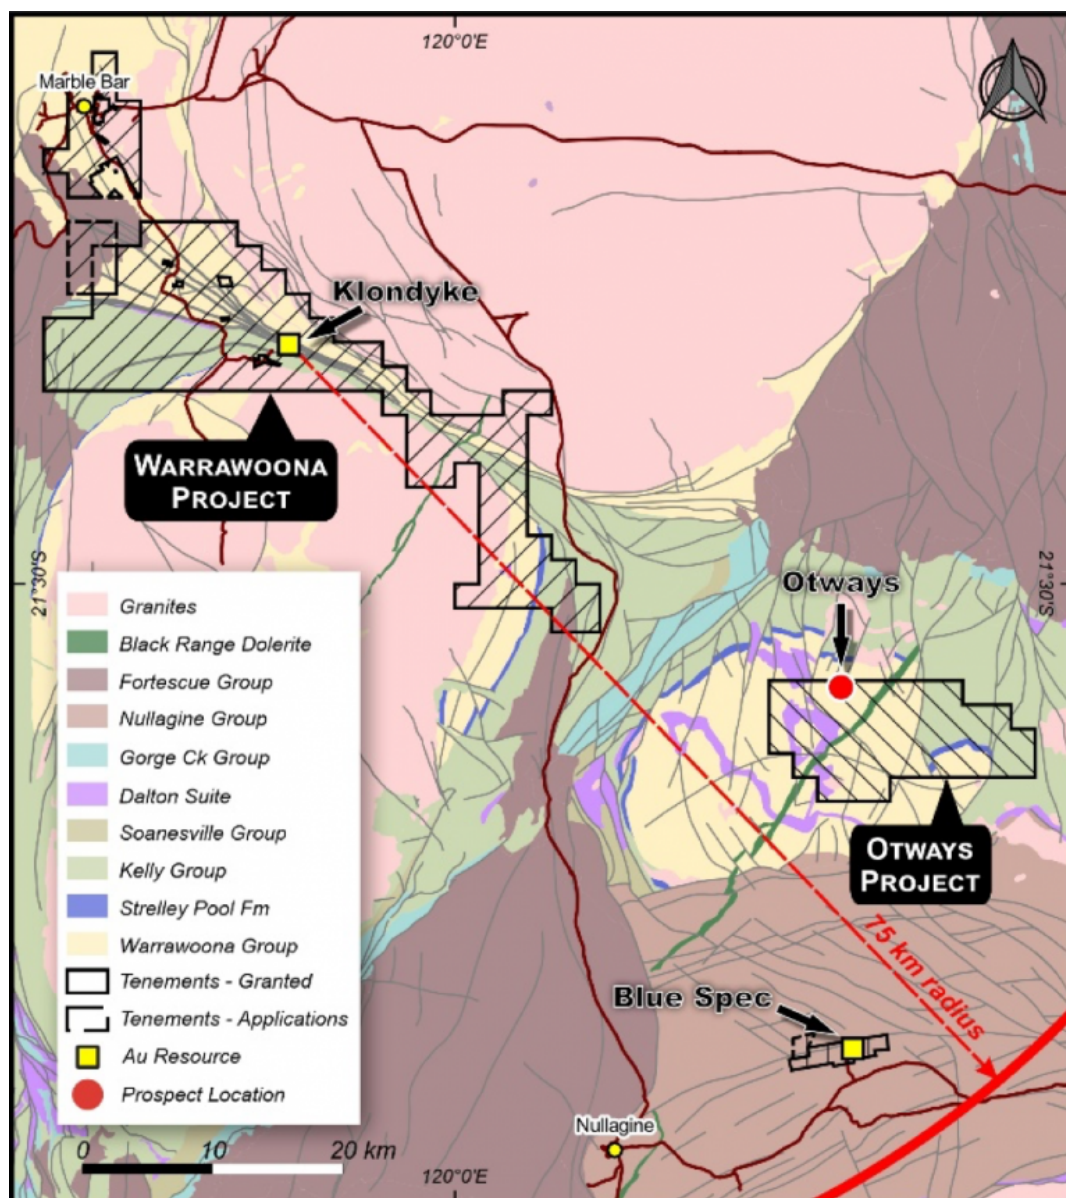 120°0'E
Marble Bar
Klondyke
WARRAWOONA
PROJECT
21°30'S
21°30'S
Otways
Granites
Black Range Dolerite
Fortescue Group
Nullagine Group
Gorge Ck Group
Dalton Suite
Soanesville Group
Kelly Group
Strelley Pool Fm
Warrawoona Group
Tenements - Granted
Tenements - Applications
Au Resource
Prospect Location
OTWAYS
PROJECT
75 km radius
Blue Spec
Nullagine
0 10 20 km
120°0'E